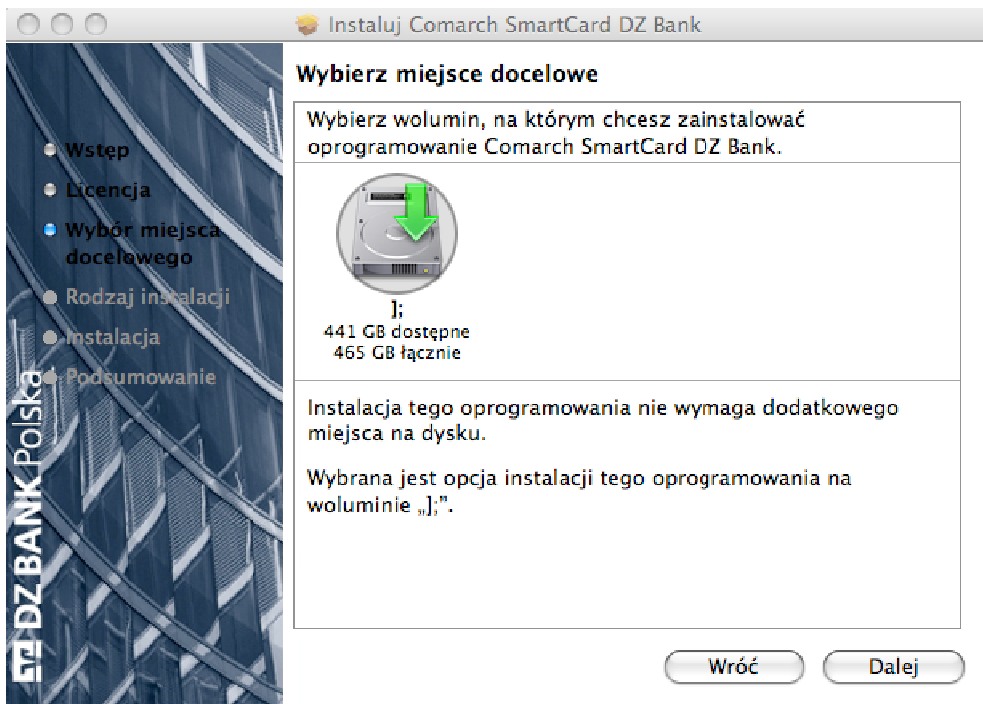 Instaluj Comarch SmartCard DZ Bank
Wstęp
Licencja
Wybór miejsca
docelowego
Rodzaj instalacji
Instalacja
Podsumowanie
DZ BANK Polska
Wybierz miejsce docelowe
Wybierz wolumin, na którym chcesz zainstalować
oprogramowanie Comarch SmartCard DZ Bank.
];
441 GB dostępne
465 GB łącznie
Instalacja tego oprogramowania nie wymaga dodatkowego
miejsca na dysku.
Wybrana jest opcja instalacji tego oprogramowania na
woluminie „];”.
Wróć
Dalej